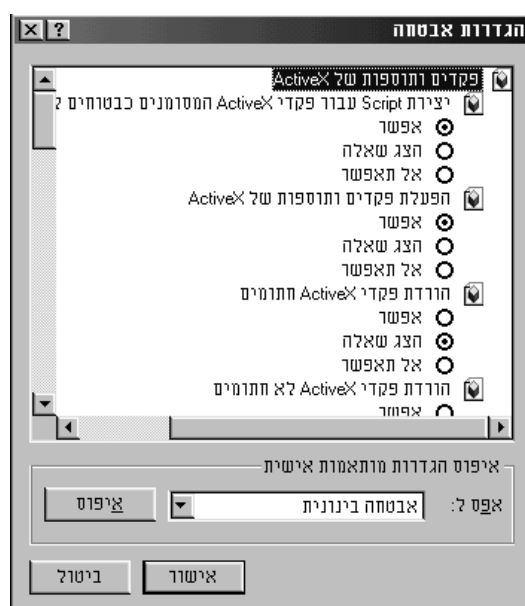 הגדרות אבטחה
פקדים ותוספות של ActiveX
יצירת Script עבור פקדי ActiveX המסומנים כבטוחים ל
אפשר
הצג שאלה
אל תאפשר
הפעלת פקדים ותוספות של ActiveX
אפשר
הצג שאלה
אל תאפשר
הורדת פקדי ActiveX חתומים
אפשר
הצג שאלה
אל תאפשר
הורדת פקדי ActiveX לא חתומים
אפשר
איפוס הגדרות מותאמות אישית
אפס ל: אבטחה בינונית איפוס
אישור ביטול